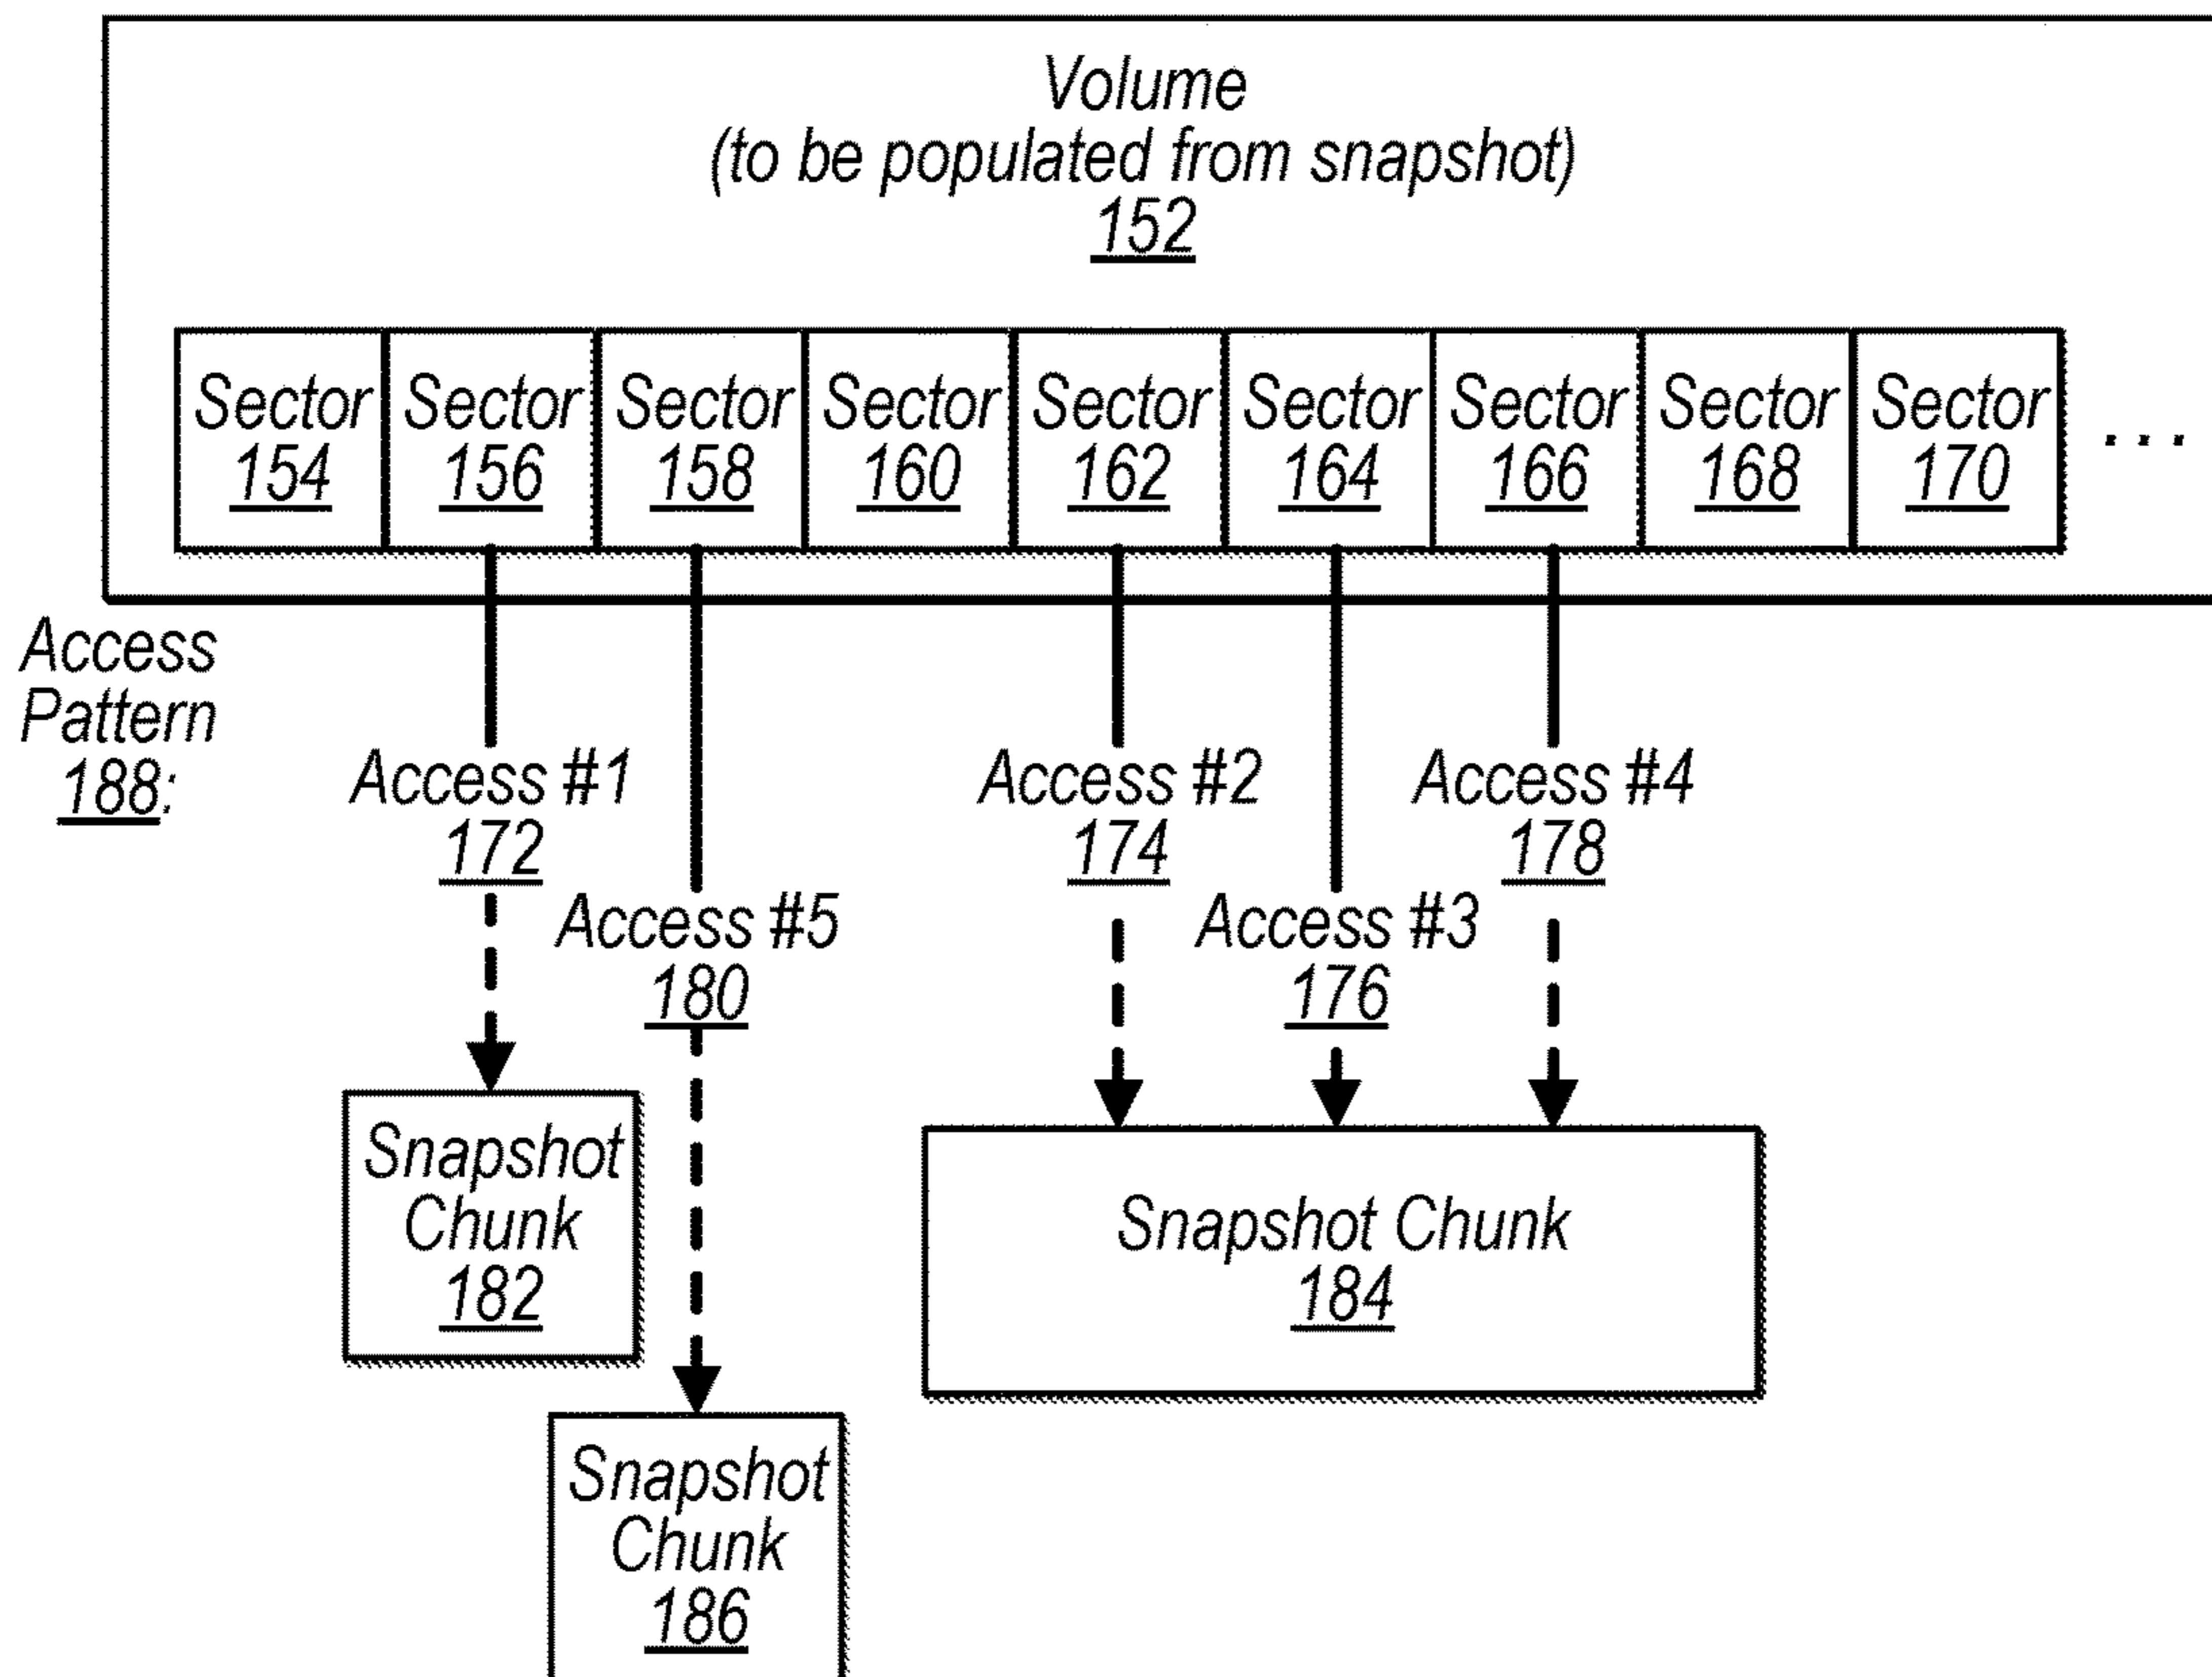 Volume
(to be populated from snapshot)
152
Sector Sector Sector Sector Sector Sector Sector Sector Sector
154 156 158 160 162 164 166 168 170 ...
Access
Pattern
188:
Access #1
172
Access #5
180
Access #2
174
Access #3
176
Access #4
178
Snapshot
Chunk
182
Snapshot Chunk
184
Snapshot
Chunk
186